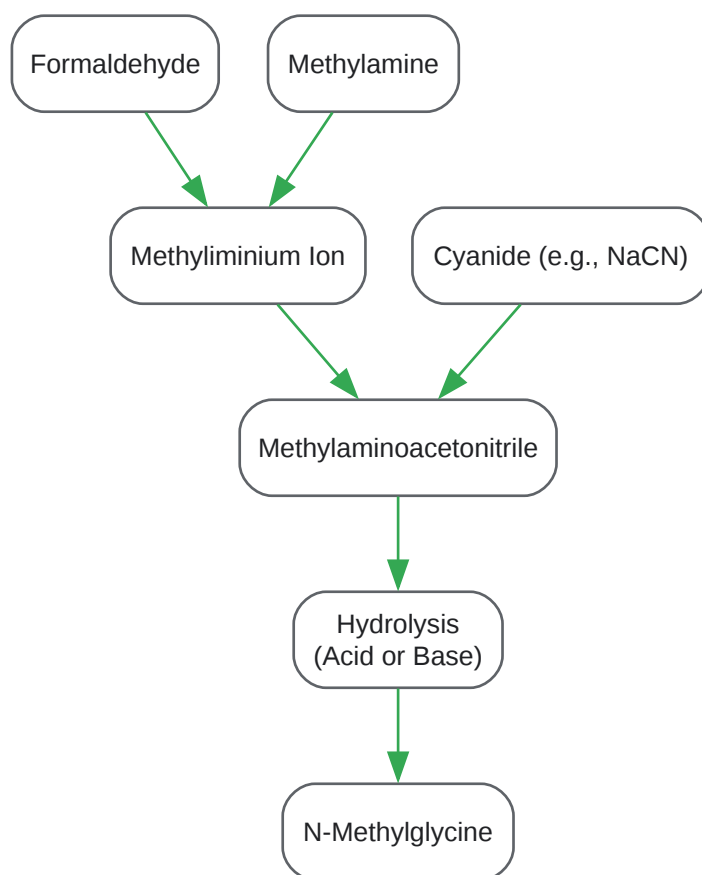 Formaldehyde
Methylamine
Methyliminium Ion
Cyanide (e.g., NaCN)
Methylaminoacetonitrile
Hydrolysis
(Acid or Base)
N-Methylglycine